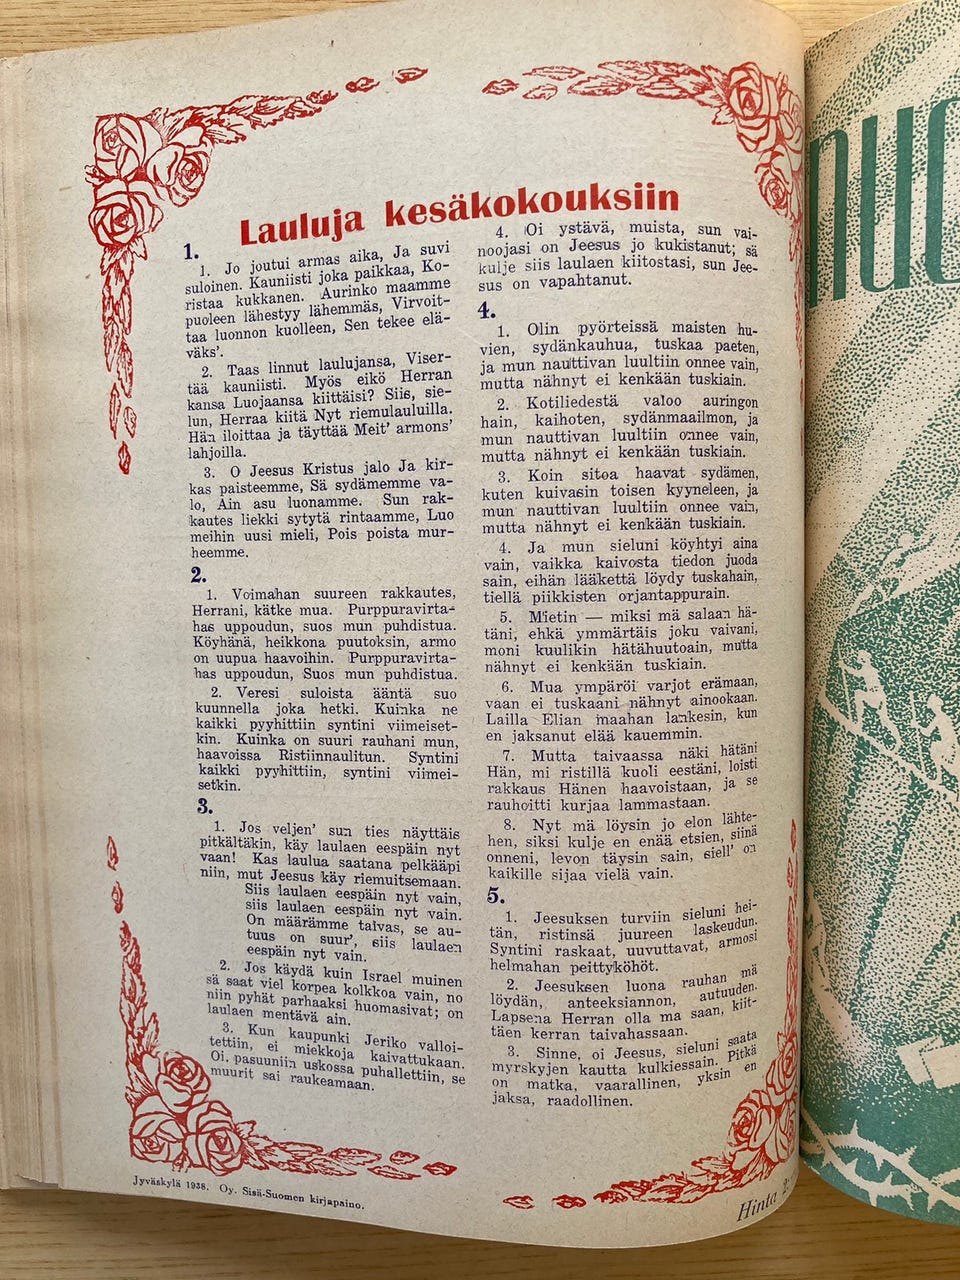 Lauluja kesäkokouksiin
1.
1. Jo joutui armas aika, Ja suvi
suloinen. Kauniisti joka paikkaa, Ko-
ristaa kukkanen. Aurinko maamme
puoleen lähestyy lähemmäs, Virvoit-
taa luonnon kuolleen, Sen tekee elä-
väks'.
2. Taas linnut laulujansa, Viser-
tää kauniisti. Myös eikö Herran
kansa Luojaansa kiittäisi? Siis, sie-
lun, Herraa kiitä Nyt riemulauluilla.
Hän iloittaa ja täyttää Meit' armons'
lahjoilla.
3. O Jeesus Kristus jalo Ja kir-
kas paisteemme, Sä sydämemme va-
lo, Ain asu luonamme. Sun rak-
kautes liekki sytytä rintaamme, Luo
meihin uusi mieli, Pois poista mur-
heemme.
2.
1. Voimahan suureen rakkautes,
Herrani, kätke mua. Purppuravirta-
has uppoudun, suos mun puhdistua.
Köyhänä, heikkona puutoksin, armo
on uupua haavoihin. Purppuravirta-
has uppoudun, Suos mun puhdistua.
2. Veresi suloista ääntä suo
kuunnella joka hetki. Kuinka ne
kaikki pyyhittiin syntini viimeiset-
kin. Kuinka on suuri rauhani mun,
haavoissa Ristiinnaulitun. Syntini
kaikki pyyhittiin, syntini viimei-
setkin.
3.
1. Jos veljen' sun ties näyttäis
pitkältäkin, käy laulaen eespäin nyt
vaan! Kas laulua saatana pelkääpi
niin, mut Jeesus käy riemuitsemaan.
Siis laulaen eespäin nyt vain,
siis laulaen eespäin nyt vain.
On määrämme taivas, se au-
tuus on suur', siis laulaen
eespäin nyt vain.
2. Jos käydä kuin Israel muinen
sä saat viel korpea kolkkoa vain, no
niin pyhät parhaaksi huomasivat; on
laulaen mentävä ain.
3. Kun kaupunki Jeriko valloi-
tettiin, ei miekkoja kaivattukaan.
Oi, pasuuniin uskossa puhallettiin, se
muurit sai raukeamaan.
4. Oi ystävä, muista, sun vai-
noojasi on Jeesus jo kukistanut; sä
kulje siis laulaen kiitostasi, sun Jee-
sus on vapahtanut.
4.
1. Olin pyörteissä maisten hu-
vien, sydänkauhua, tuskaa paeten,
ja mun nauttivan luultiin onnee vain,
mutta nähnyt ei kenkään tuskiain.
2. Kotiliedestä valoo auringon
hain, kaihoten, sydänmaailmon, ja
mun nauttivan luultiin onnee vain,
mutta nähnyt ei kenkään tuskiain.
3. Koin sitoa haavat sydämen,
kuten kuivasin toisen kyyneleen, ja
mun nauttivan luultiin onnee vain,
mutta nähnyt ei kenkään tuskiain.
4. Ja mun sieluni köyhtyi aina
vain, vaikka kaivosta tiedon juoda
sain, eihän lääkettä löydy tuskahain,
tiellä piikkisten orjantappurain.
5. Mietin — miksi mä salaan hä-
täni, ehkä ymmärtäis joku vaivani,
moni kuulikin hätähuutoain, mutta
nähnyt ei kenkään tuskiain.
6. Mua ympäröi varjot erämaan,
vaan ei tuskaani nähnyt ainookaan.
Lailla Elian maahan lankesin, kun
en jaksanut elää kauemmin.
7. Mutta taivaassa näki hätäni
Hän, mi ristillä kuoli eestäni, loisti
rakkaus Hänen haavoistaan, ja se
rauhoitti kurjaa lammastaan.
8. Nyt mä löysin jo elon lähte-
hen, siksi kulje en enää etsien, siinä
onneni, levon täysin sain, siell' on
kaikille sijaa vielä vain.
5.
1. Jeesuksen turviin sieluni hei-
tän, ristinsä juureen laskeudun.
Syntini raskaat, uuvuttavat, armosi
helmahan peittyköhöt.
2. Jeesuksen luona rauhan mä
löydän, anteeksiannon, autuuden.
Lapsena Herran olla ma saan, kiit-
täen kerran taivahassaan.
3. Sinne, oi Jeesus, sieluni saata
myrskyjen kautta kulkiessain. Pitkä
on matka, vaarallinen, yksin en
jaksa, raadollinen.
Jyväskylä 1938. Oy. Sisä-Suomen kirjapaino.
Hinta 2: